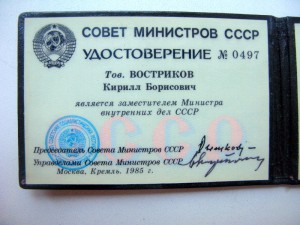 СОВЕТ МИНИСТРОВ СССР
УДОСТОВЕРЕНИЕ № 0497
Тов. ВОСТРИКОВ
Кирилл Борисович
является заместителем Министра
внутренних дел СССР
Председатель Совета Министров СССР
Управделами Совета Министров СССР
Москва, Кремль. 1985 г.